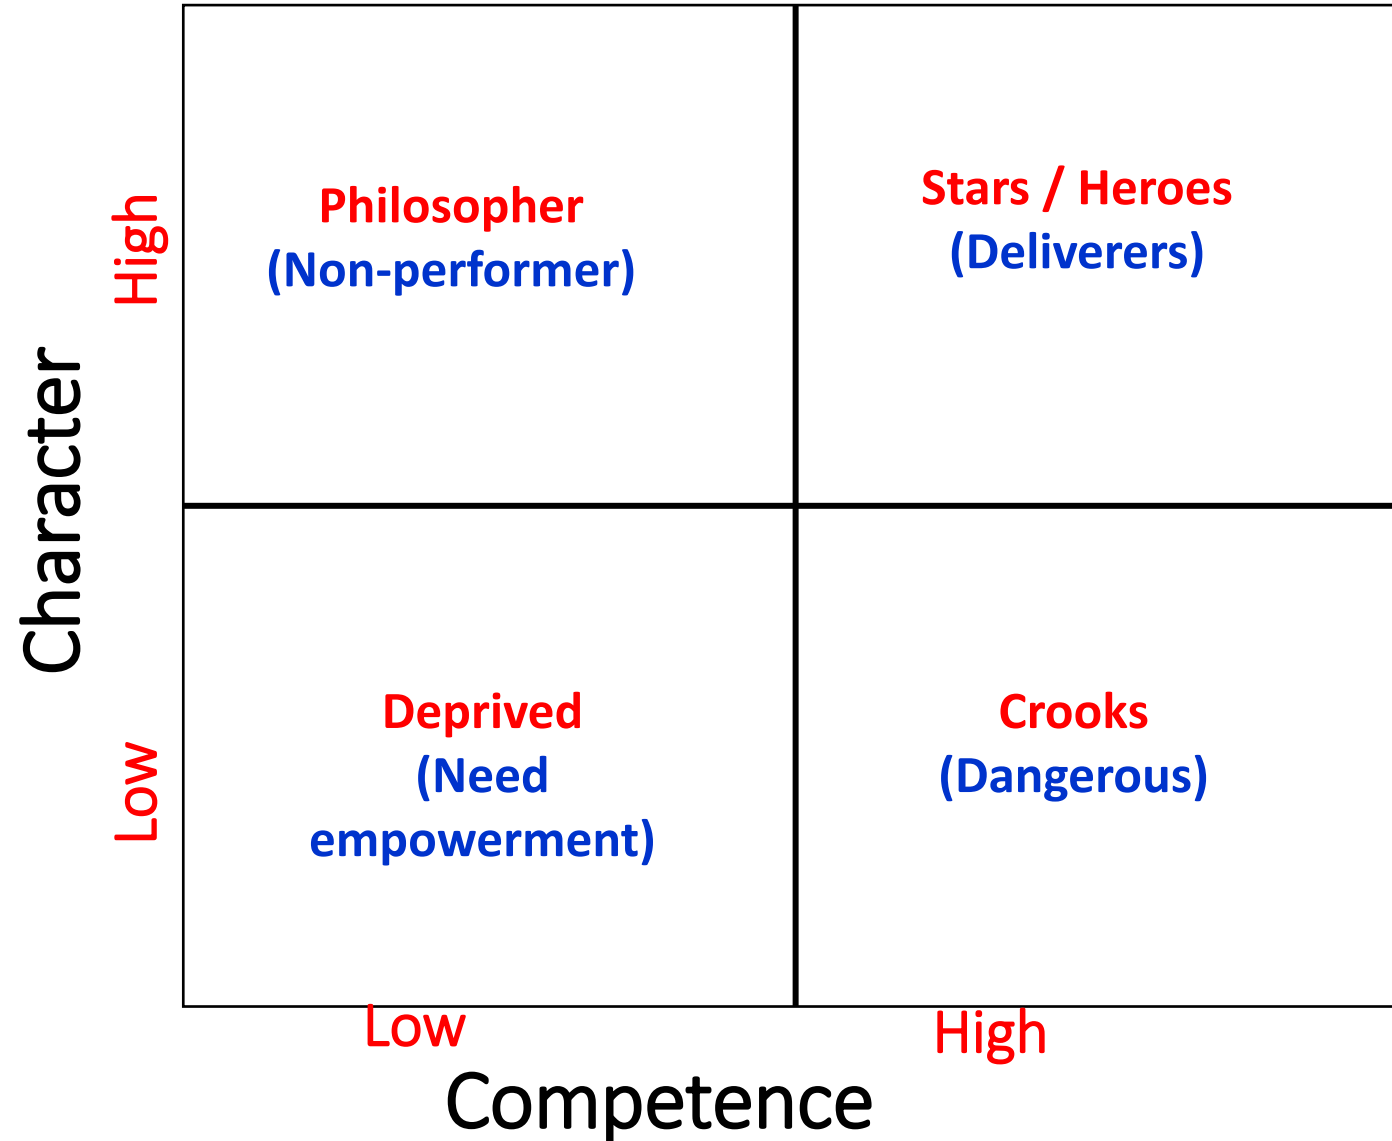 High
Philosopher
(Non-performer)
Stars / Heroes
(Deliverers)
Character
Low
Deprived
(Need
empowerment)
Crooks
(Dangerous)
Low
High
Competence